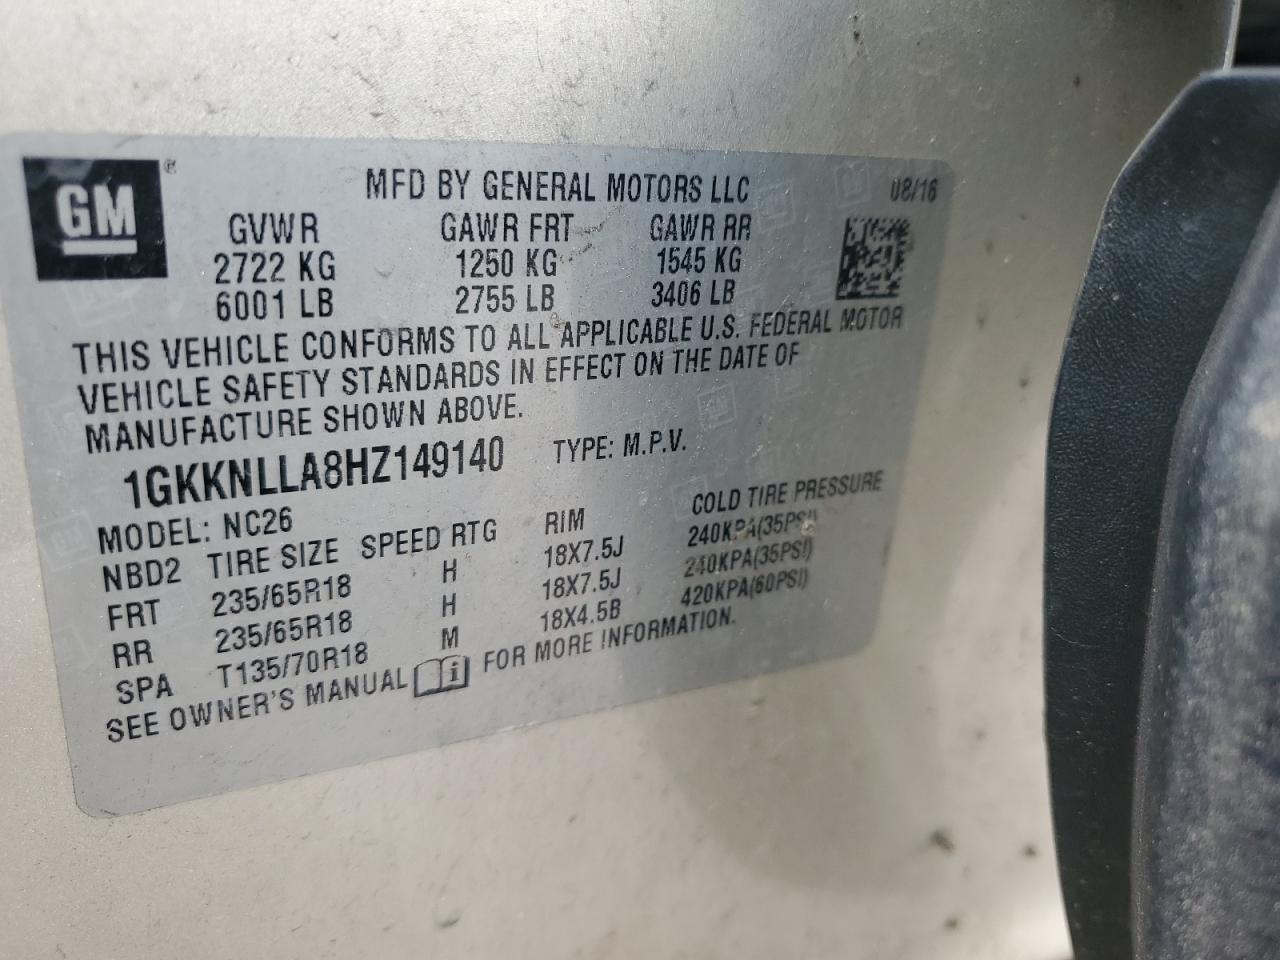 GM ® MFD BY GENERAL MOTORS LLC 08/16
GVWR GAWR FRT GAWR RR
2722 KG 1250 KG 1545 KG
6001 LB 2755 LB 3406 LB
THIS VEHICLE CONFORMS TO ALL APPLICABLE U.S. FEDERAL MOTOR
VEHICLE SAFETY STANDARDS IN EFFECT ON THE DATE OF
MANUFACTURE SHOWN ABOVE.
1GKKNLLA8HZ149140 TYPE: M.P.V.
MODEL: NC26
NBD2 TIRE SIZE SPEED RTG RIM COLD TIRE PRESSURE
FRT 235/65R18 H 18X7.5J 240KPA(35PSI)
RR 235/65R18 H 18X7.5J 240KPA(35PSI)
SPA T135/70R18 M 18X4.5B 420KPA(60PSI)
SEE OWNER'S MANUAL i FOR MORE INFORMATION.